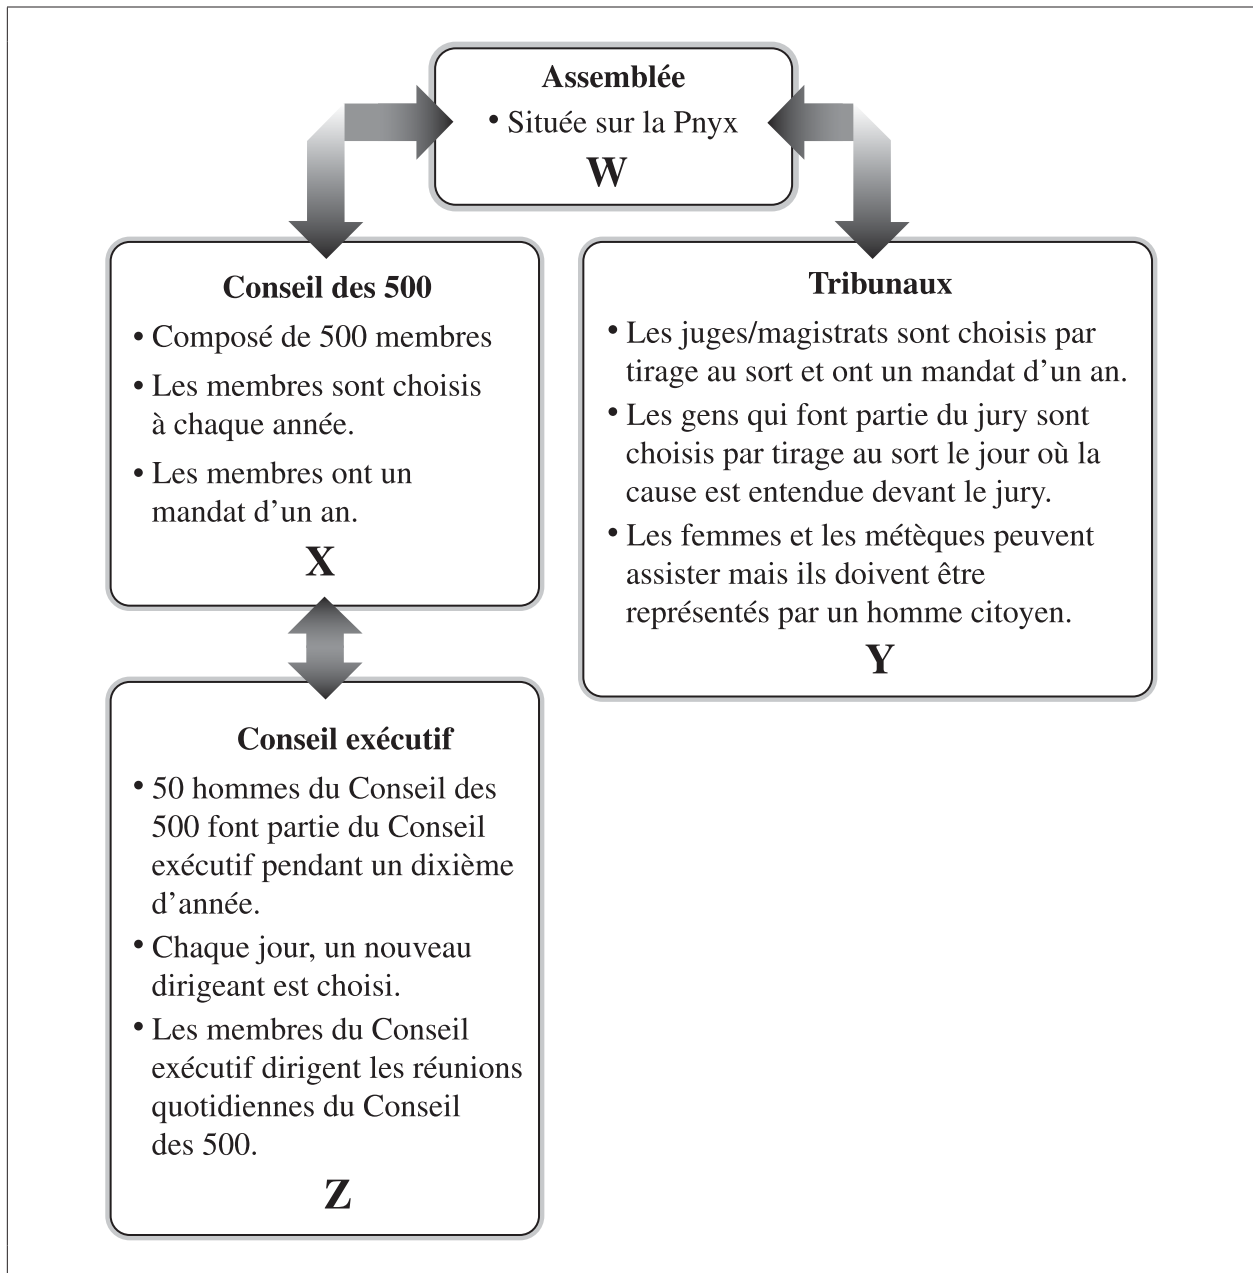 Assemblée
• Située sur la Pnyx
W
Conseil des 500
• Composé de 500 membres
• Les membres sont choisis
à chaque année.
• Les membres ont un
mandat d’un an.
X
Tribunaux
• Les juges/magistrats sont choisis par
tirage au sort et ont un mandat d’un an.
• Les gens qui font partie du jury sont
choisis par tirage au sort le jour où la
cause est entendue devant le jury.
• Les femmes et les métèques peuvent
assister mais ils doivent être
représentés par un homme citoyen.
Y
Conseil exécutif
• 50 hommes du Conseil des
500 font partie du Conseil
exécutif pendant un dixième
d’année.
• Chaque jour, un nouveau
dirigeant est choisi.
• Les membres du Conseil
exécutif dirigent les réunions
quotidiennes du Conseil
des 500.
Z